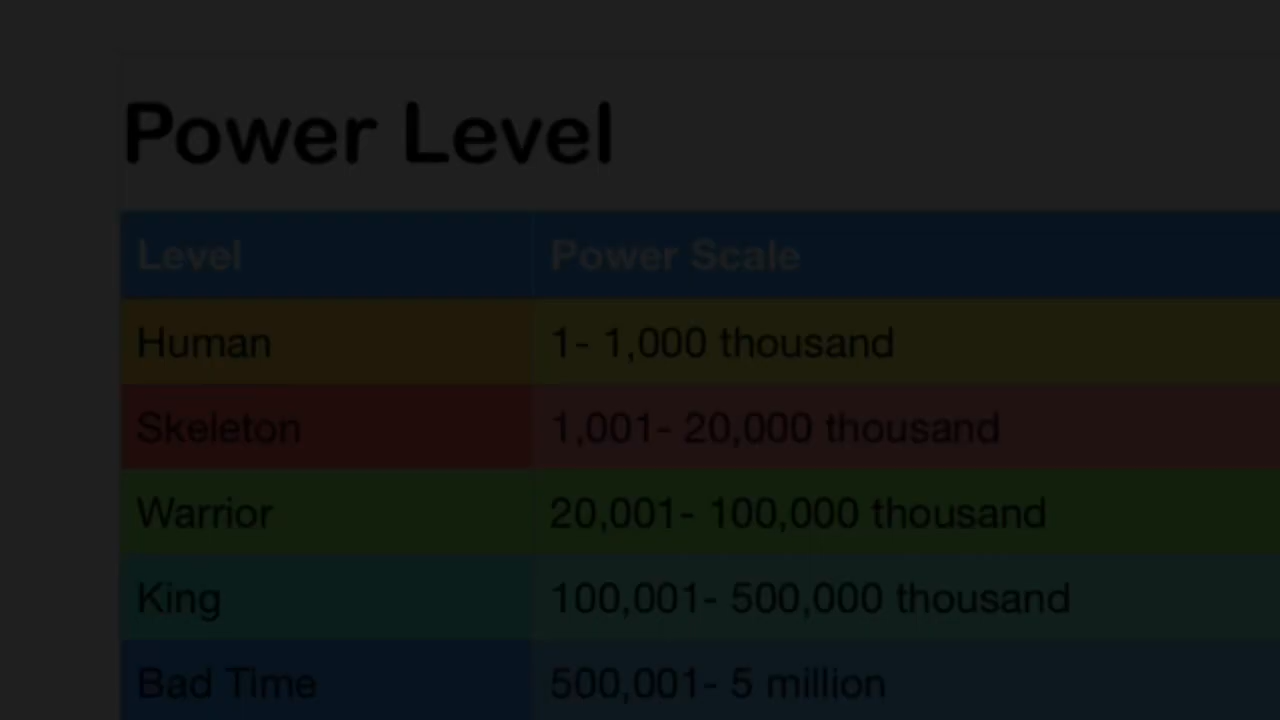 Power Level
Level Power Scale
Human 1- 1,000 thousand
Skeleton 1,001- 20,000 thousand
Warrior 20,001- 100,000 thousand
King 100,001- 500,000 thousand
Bad Time 500,001- 5 million